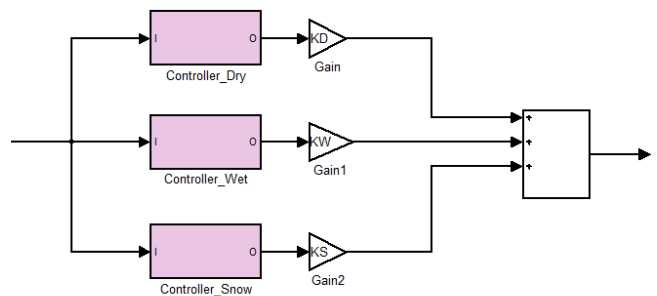 I O KD
Controller_Dry Gain
I O KW
Controller_Wet Gain1
I O KS
Controller_Snow Gain2
+
+
+